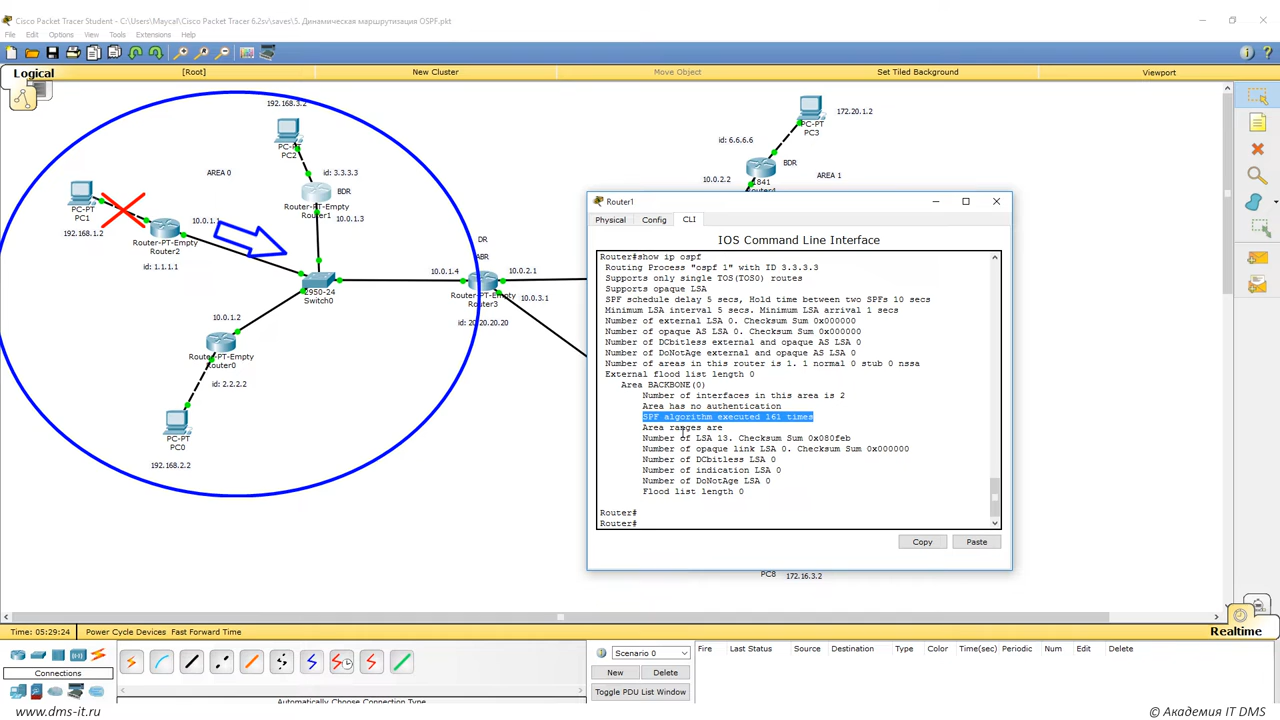 Cisco Packet Tracer Student - C:\Users\Maycal\Cisco Packet Tracer 6.2sv\saves\5. Динамическая маршрутизация OSPF.pkt
File Edit Options View Tools Extensions Help
Logical [Root] New Cluster Move Object Set Tiled Background Viewport
192.168.3.2
PC-PT
PC2
id: 3.3.3.3
AREA 0
BDR
Router-PT-Empty
Router1
10.0.1.3
PC-PT
PC1
192.168.1.2
10.0.1.1
Router-PT-Empty
Router2
id: 1.1.1.1
2950-24
Switch0
10.0.1.2
Router-PT-Empty
Router0
id: 2.2.2.2
PC-PT
PC0
192.168.2.2
DR
ABR
10.0.1.4
10.0.2.1
Router-PT-Empty
Router3
10.0.3.1
id: 20.20.20.20
172.20.1.2
PC-PT
PC3
id: 6.6.6.6
BDR
10.0.2.2
1841
AREA 1
PC8
172.16.3.2
Router1
Physical Config CLI
IOS Command Line Interface
Router#show ip ospf
Routing Process "ospf 1" with ID 3.3.3.3
Supports only single TOS(TOS0) routes
Supports opaque LSA
SPF schedule delay 5 secs, Hold time between two SPFs 10 secs
Minimum LSA interval 5 secs. Minimum LSA arrival 1 secs
Number of external LSA 0. Checksum Sum 0x000000
Number of opaque AS LSA 0. Checksum Sum 0x000000
Number of DCbitless external and opaque AS LSA 0
Number of DoNotAge external and opaque AS LSA 0
Number of areas in this router is 1. 1 normal 0 stub 0 nssa
External flood list length 0
Area BACKBONE(0)
Number of interfaces in this area is 2
Area has no authentication
SPF algorithm executed 161 times
Area ranges are
Number of LSA 13. Checksum Sum 0x080feb
Number of opaque link LSA 0. Checksum Sum 0x000000
Number of DCbitless LSA 0
Number of indication LSA 0
Number of DoNotAge LSA 0
Flood list length 0
Router#
Router#
Copy Paste
Time: 05:29:24 Power Cycle Devices Fast Forward Time
Realtime
Connections
Automatically Choose Connection Type
Scenario 0
New Delete
Toggle PDU List Window
Fire Last Status Source Destination Type Color Time(sec) Periodic Num Edit Delete
www.dms-it.ru
© Академия IT DMS